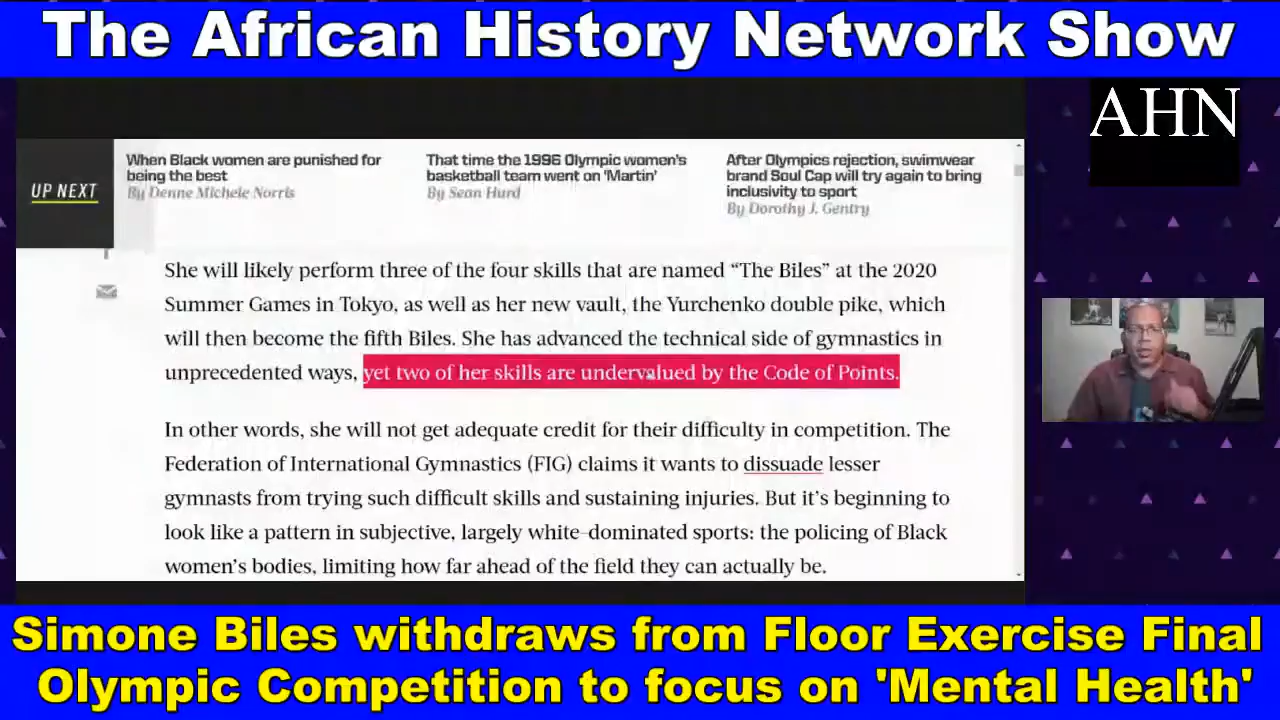 The African History Network Show
AHN
UP NEXT
When Black women are punished for
being the best
By Denne Michele Norris
That time the 1996 Olympic women's
basketball team went on 'Martin'
By Sean Hurd
After Olympics rejection, swimwear
brand Soul Cap will try again to bring
inclusivity to sport
By Dorothy J. Gentry
She will likely perform three of the four skills that are named “The Biles” at the 2020
Summer Games in Tokyo, as well as her new vault, the Yurchenko double pike, which
will then become the fifth Biles. She has advanced the technical side of gymnastics in
unprecedented ways, yet two of her skills are undervalued by the Code of Points.
In other words, she will not get adequate credit for their difficulty in competition. The
Federation of International Gymnastics (FIG) claims it wants to dissuade lesser
gymnasts from trying such difficult skills and sustaining injuries. But it’s beginning to
look like a pattern in subjective, largely white-dominated sports: the policing of Black
women’s bodies, limiting how far ahead of the field they can actually be.
Simone Biles withdraws from Floor Exercise Final
Olympic Competition to focus on 'Mental Health'